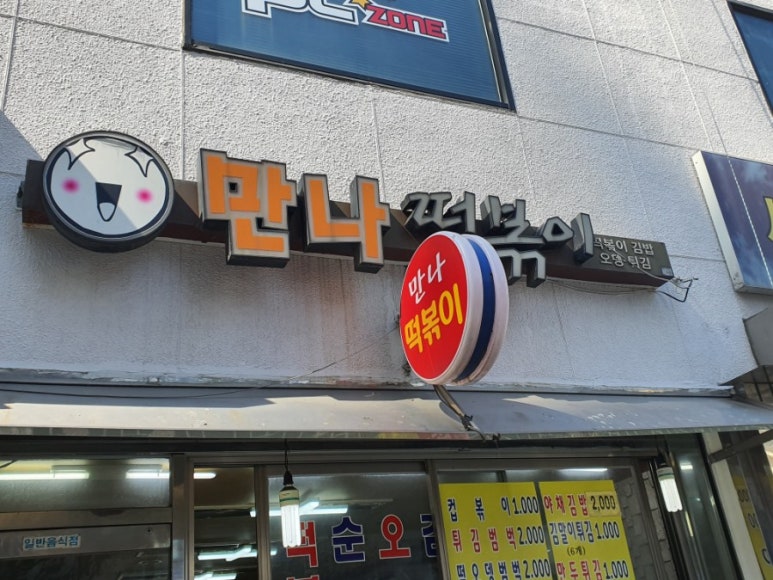 PC ZONE
만나 떡볶이
떡볶이 김밥
오뎅·튀김
만나
떡볶이
일반음식점
떡순오김
컵볶이 1,000
튀김범벅 2,000
떡오뎅범벅 2,000
야채김밥 2,000
김말이튀김 1,000
(6개)
만두튀김 1,000